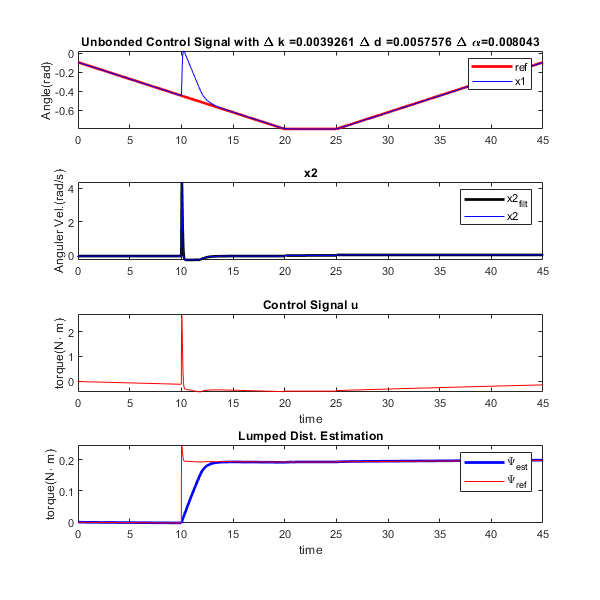 Unbonded Control Signal with Δ k =0.0039261 Δ d =0.0057576 Δ α=0.008043
Angle(rad)
0
-0.2
-0.4
-0.6
ref
x1
0 5 10 15 20 25 30 35 40 45
x2
Anguler Vel.(rad/s)
4
2
0
x2filt
x2
0 5 10 15 20 25 30 35 40 45
Control Signal u
torque(N· m)
2
1
0
0 5 10 15 20 25 30 35 40 45
time
Lumped Dist. Estimation
torque(N· m)
0.2
0.1
0
Ψest
Ψref
0 5 10 15 20 25 30 35 40 45
time